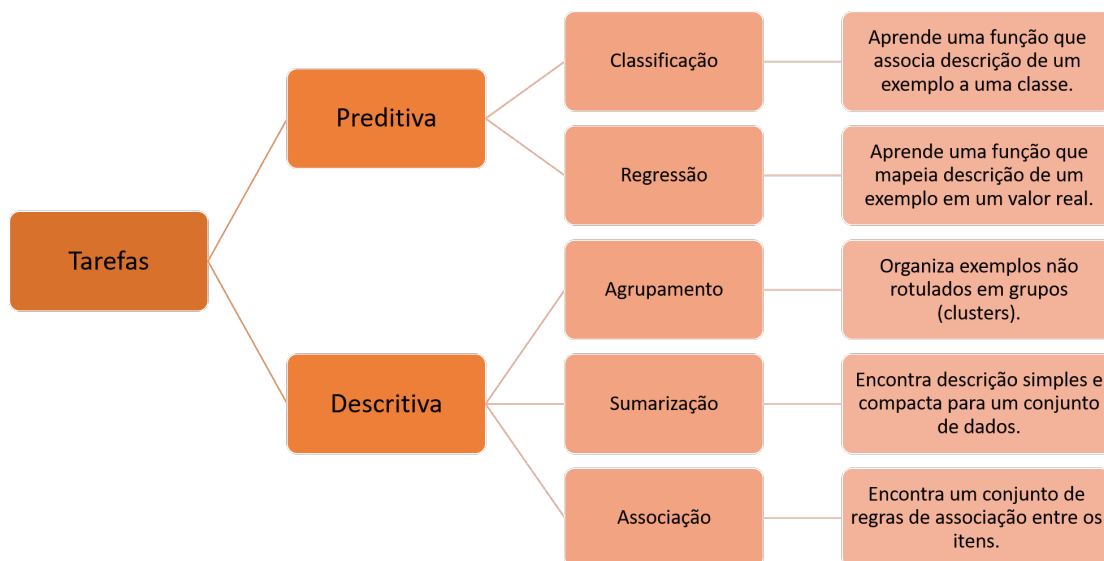 Tarefas
Preditiva
Classificação
Aprende uma função que
associa descrição de um
exemplo a uma classe.
Regressão
Aprende uma função que
mapeia descrição de um
exemplo em um valor real.
Descritiva
Agrupamento
Organiza exemplos não
rotulados em grupos
(clusters).
Sumarização
Encontra descrição simples e
compacta para um conjunto
de dados.
Associação
Encontra um conjunto de
regras de associação entre os
itens.